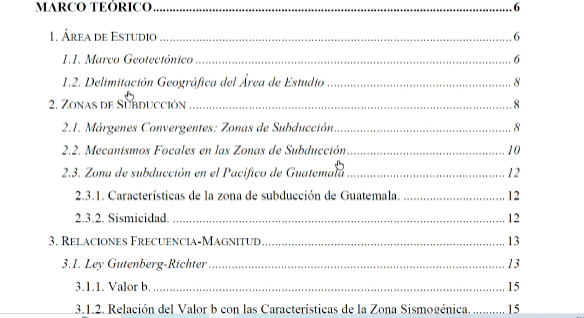 MARCO TEÓRICO........................................................6
1. ÁREA DE ESTUDIO........................................................6
1.1. Marco Geotectónico........................................................6
1.2. Delimitación Geográfica del Área de Estudio........................................................8
2. ZONAS DE SUBDUCCIÓN........................................................8
2.1. Márgenes Convergentes: Zonas de Subducción........................................................8
2.2. Mecanismos Focales en las Zonas de Subducción........................................................10
2.3. Zona de subducción en el Pacífico de Guatemala........................................................12
2.3.1. Características de la zona de subducción de Guatemala. ........................................................12
2.3.2. Sismicidad. ........................................................12
3. RELACIONES FRECUENCIA-MAGNITUD........................................................13
3.1. Ley Gutenberg-Richter........................................................13
3.1.1. Valor b. ........................................................15
3.1.2. Relación del Valor b con las Características de la Zona Sismogénica. ..........15